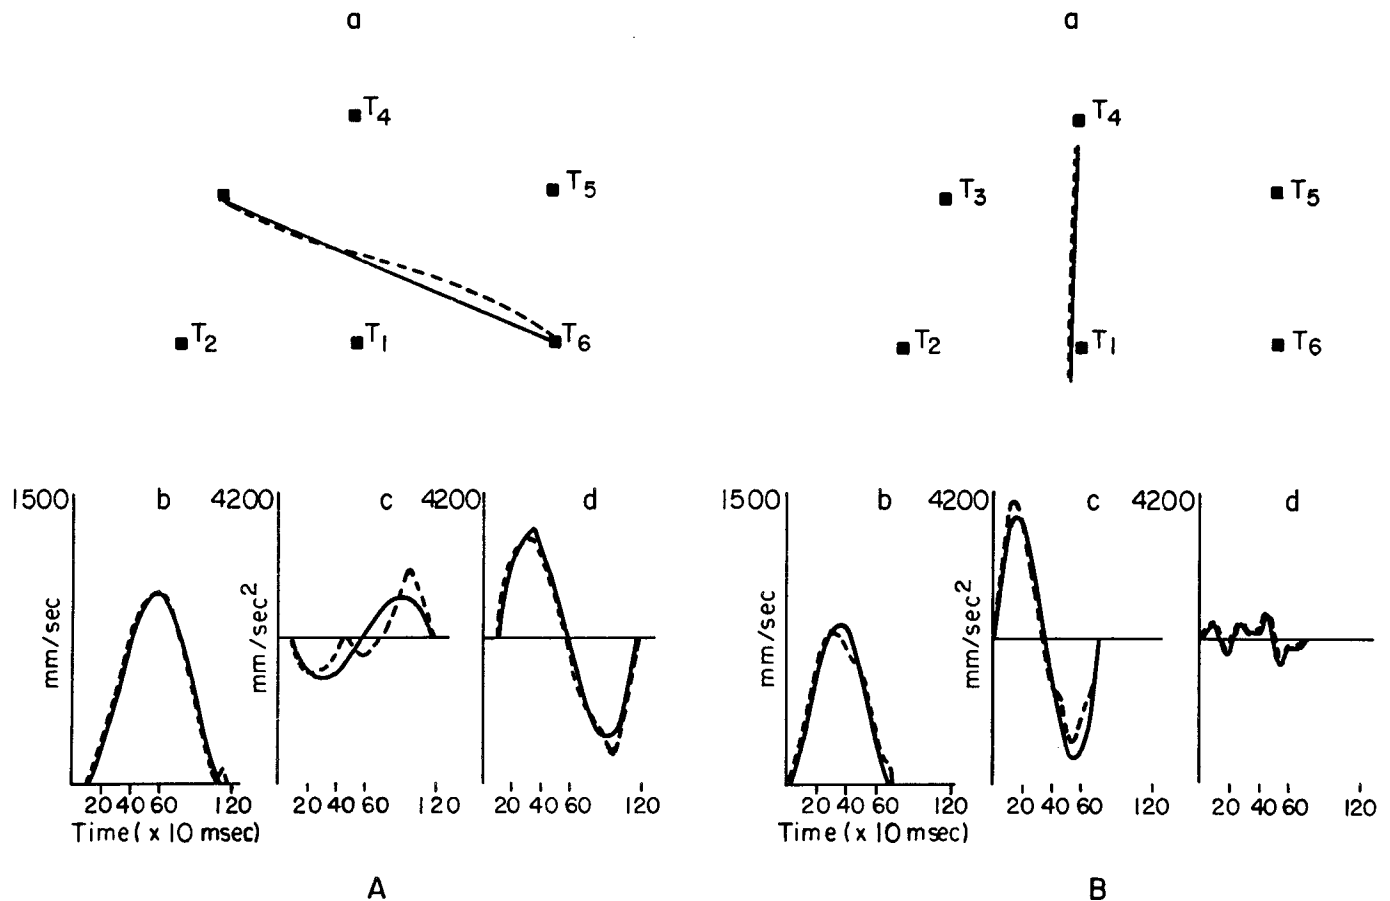 a a
T4 T4
T5 T3 T5
T2 T1 T6 T2 T1 T6
1500 b 4200 c 4200 d 1500 b 4200 c 4200 d
mm/sec mm/sec² mm/sec mm/sec²
20 40 60 120 20 40 60 120 20 40 60 120 20 40 60 120 20 40 60 120 20 40 60 120
Time (x 10 msec) Time (x 10 msec)
A B